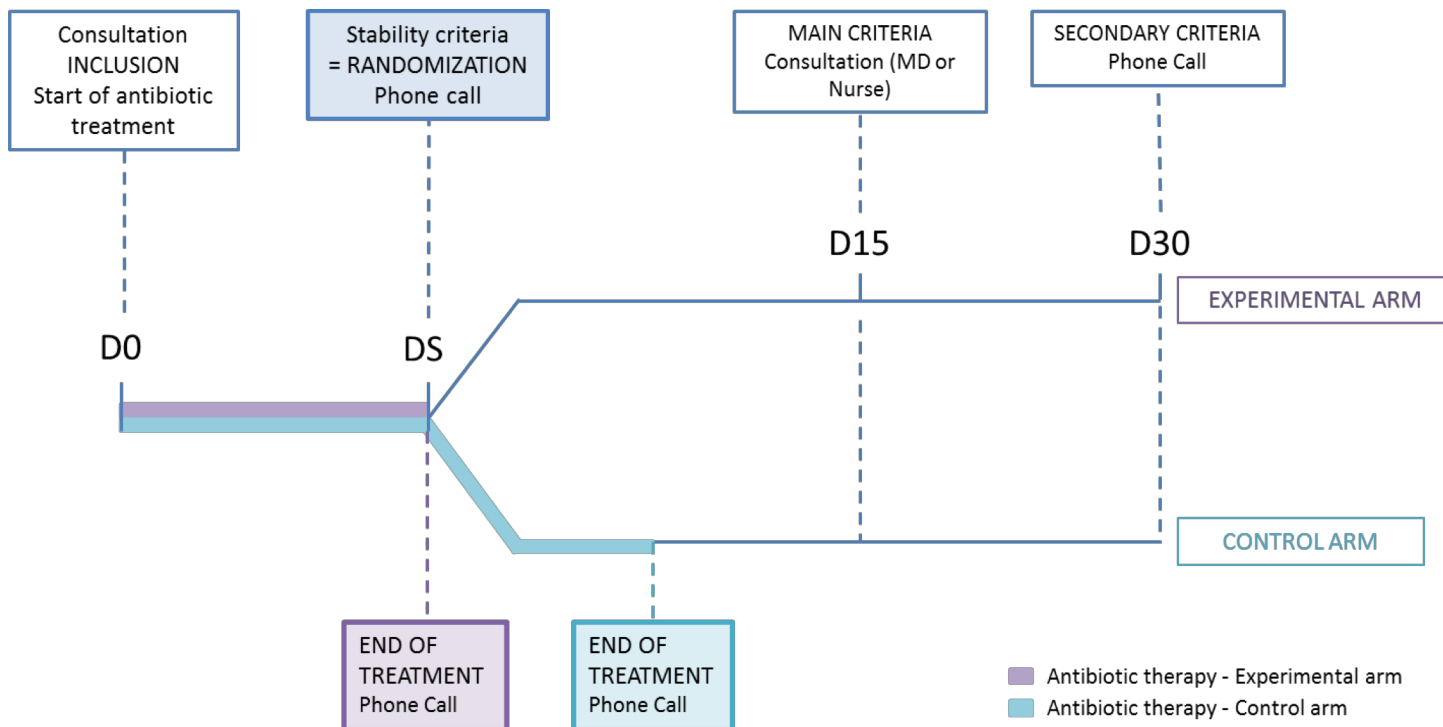 Consultation
INCLUSION
Start of antibiotic
treatment
Stability criteria
= RANDOMIZATION
Phone call
MAIN CRITERIA
Consultation (MD or
Nurse)
SECONDARY CRITERIA
Phone Call
D15
D30
EXPERIMENTAL ARM
D0
DS
CONTROL ARM
END OF
TREATMENT
Phone Call
END OF
TREATMENT
Phone Call
Antibiotic therapy - Experimental arm
Antibiotic therapy - Control arm